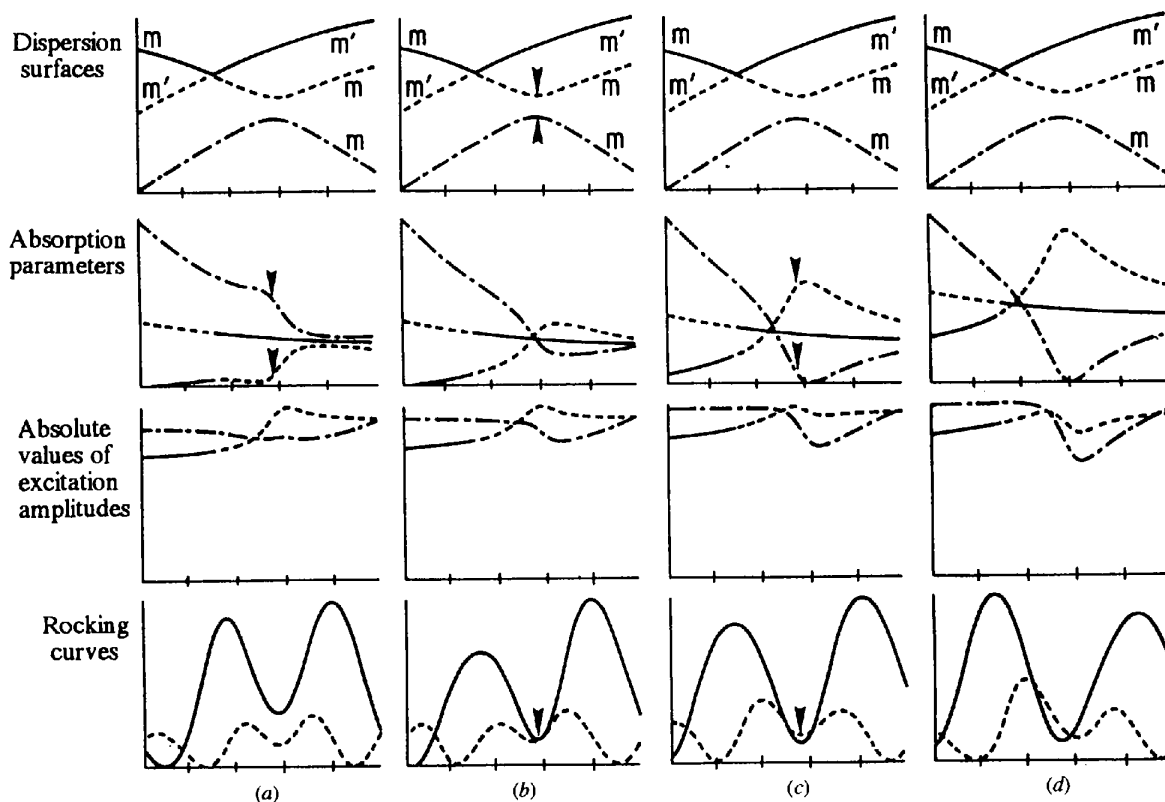 Dispersion
surfaces
m
m'
m'
m
m
m
m'
m'
m
m
m
m'
m'
m
m
m
m'
m'
m
m
Absorption
parameters
Absolute
values of
excitation
amplitudes
Rocking
curves
(a)
(b)
(c)
(d)